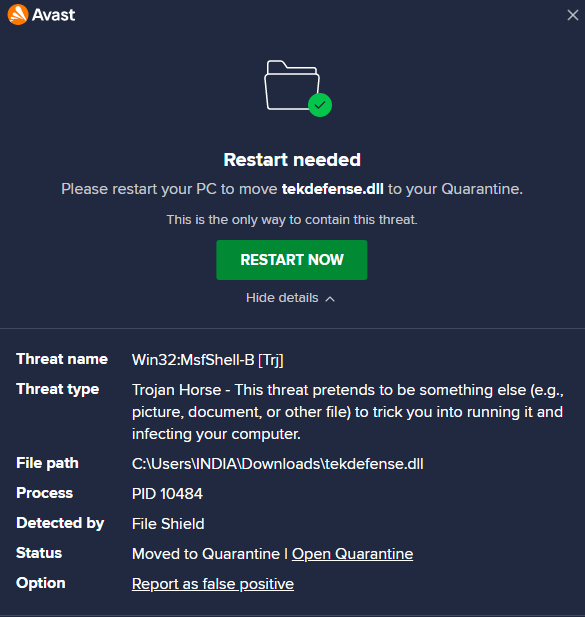 Avast
Restart needed
Please restart your PC to move tekdefense.dll to your Quarantine.
This is the only way to contain this threat.
RESTART NOW
Hide details
Threat name Win32:MsfShell-B [Trj]
Threat type Trojan Horse - This threat pretends to be something else (e.g.,
picture, document, or other file) to trick you into running it and
infecting your computer.
File path C:\Users\INDIA\Downloads\tekdefense.dll
Process PID 10484
Detected by File Shield
Status Moved to Quarantine | Open Quarantine
Option Report as false positive